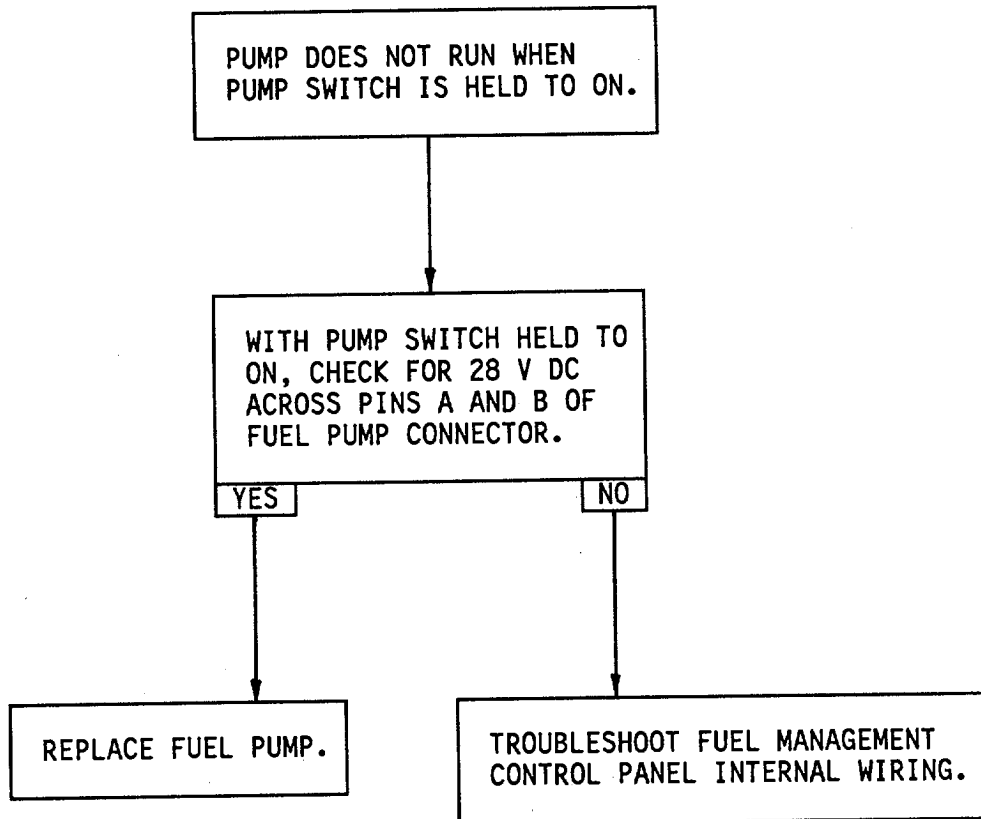 PUMP DOES NOT RUN WHEN
PUMP SWITCH IS HELD TO ON.
WITH PUMP SWITCH HELD TO
ON, CHECK FOR 28 V DC
ACROSS PINS A AND B OF
FUEL PUMP CONNECTOR.
YES
NO
REPLACE FUEL PUMP.
TROUBLESHOOT FUEL MANAGEMENT
CONTROL PANEL INTERNAL WIRING.